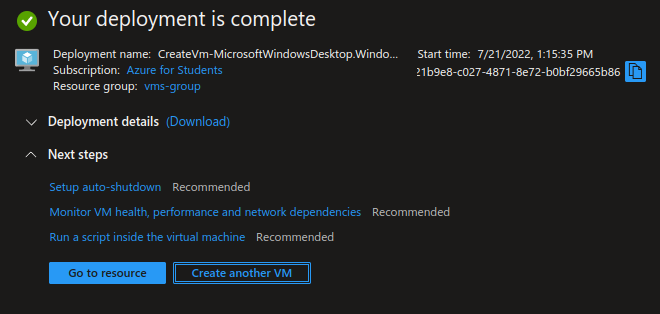 Your deployment is complete
Deployment name: CreateVm-MicrosoftWindowsDesktop.Windo...
Start time: 7/21/2022, 1:15:35 PM
Subscription: Azure for Students
21b9e8-c027-4871-8e72-b0bf29665b86
Resource group: vms-group
Deployment details (Download)
Next steps
Setup auto-shutdown Recommended
Monitor VM health, performance and network dependencies Recommended
Run a script inside the virtual machine Recommended
Go to resource
Create another VM